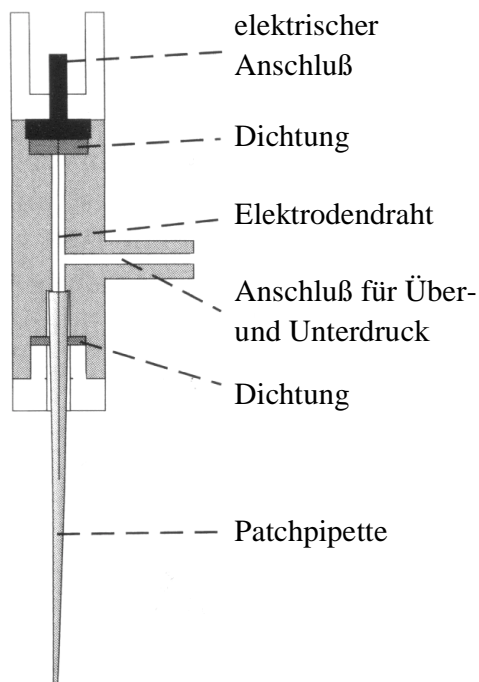 elektrischer
Anschluß
Dichtung
Elektrodendraht
Anschluß für Über-
und Unterdruck
Dichtung
Patchpipette